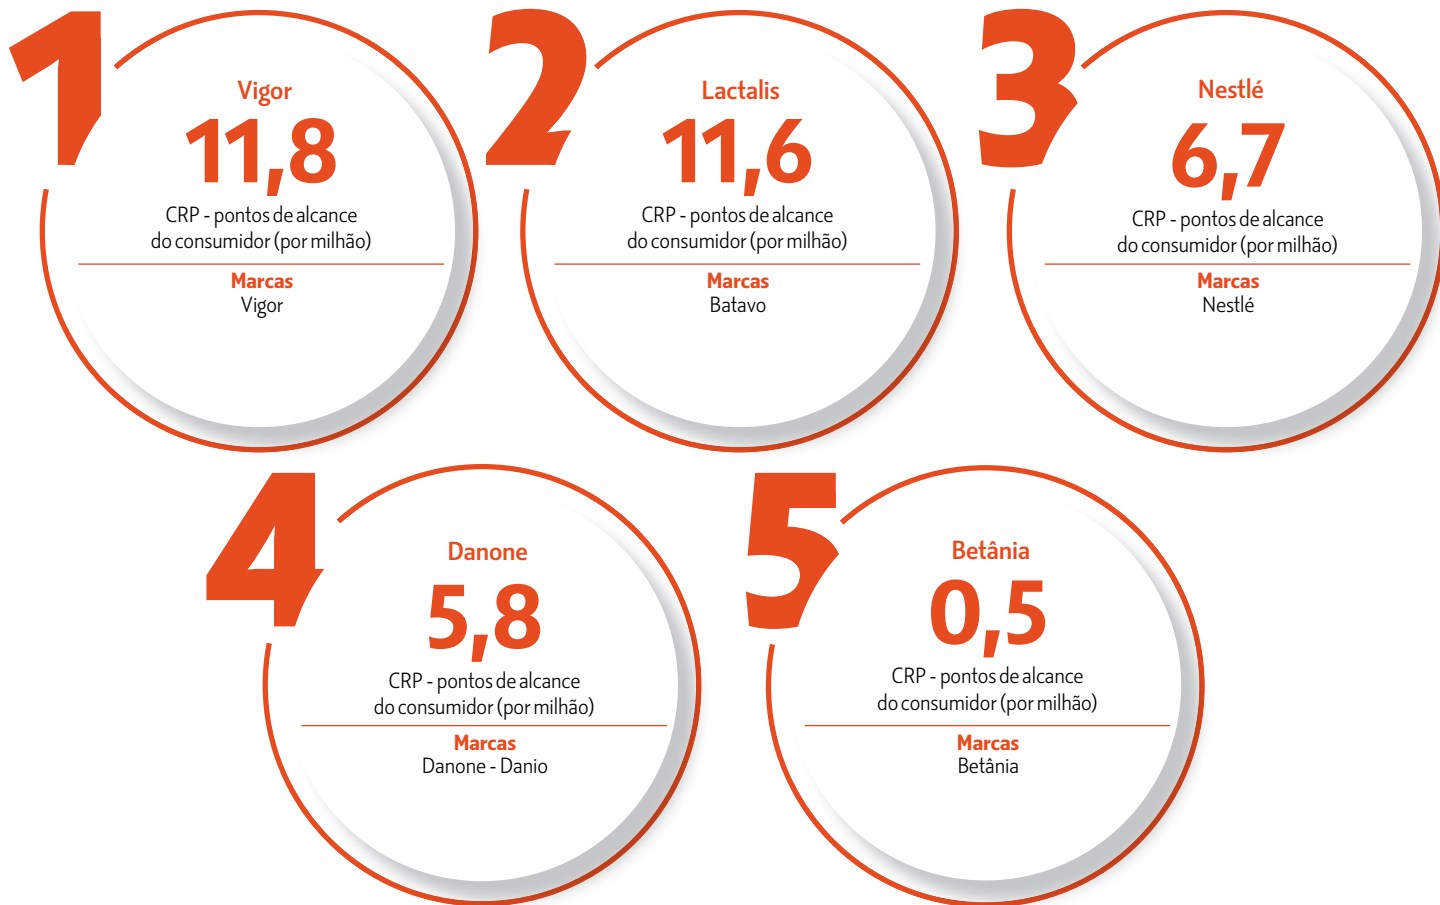 1
Vigor
11,8
CRP - pontos de alcance
do consumidor (por milhão)
Marcas
Vigor
2
Lactalis
11,6
CRP - pontos de alcance
do consumidor (por milhão)
Marcas
Batavo
3
Nestlé
6,7
CRP - pontos de alcance
do consumidor (por milhão)
Marcas
Nestlé
4
Danone
5,8
CRP - pontos de alcance
do consumidor (por milhão)
Marcas
Danone - Danio
5
Betânia
0,5
CRP - pontos de alcance
do consumidor (por milhão)
Marcas
Betânia